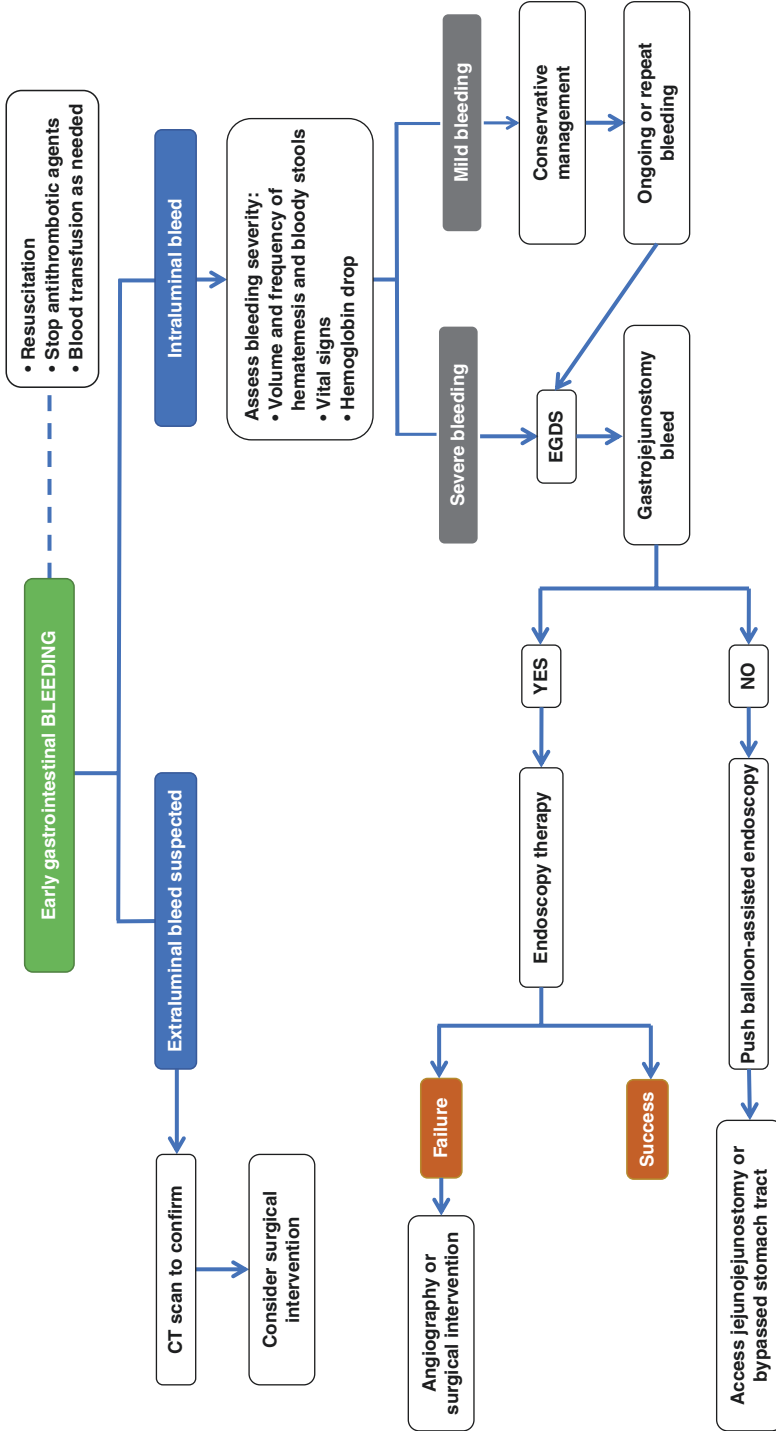 Early gastrointestinal BLEEDING
• Resuscitation
• Stop antithrombotic agents
• Blood transfusion as needed
Extraluminal bleed suspected
Intraluminal bleed
CT scan to confirm
Consider surgical
intervention
Assess bleeding severity:
• Volume and frequency of
hematemesis and bloody stools
• Vital signs
• Hemoglobin drop
Severe bleeding
Mild bleeding
EGDS
Conservative
management
Gastrojejunostomy
bleed
Ongoing or repeat
bleeding
YES
NO
Endoscopy therapy
Push balloon-assisted endoscopy
Failure
Success
Angiography or
surgical intervention
Access jejunojejunostomy or
bypassed stomach tract